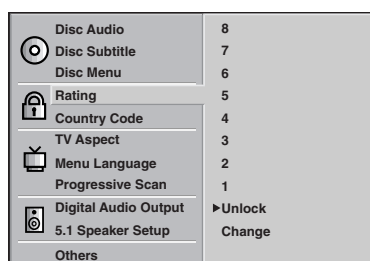 Disc Audio
Disc Subtitle
Disc Menu
Rating
Country Code
TV Aspect
Menu Language
Progressive Scan
Digital Audio Output
5.1 Speaker Setup
Others
8
7
6
5
4
3
2
1
Unlock
Change